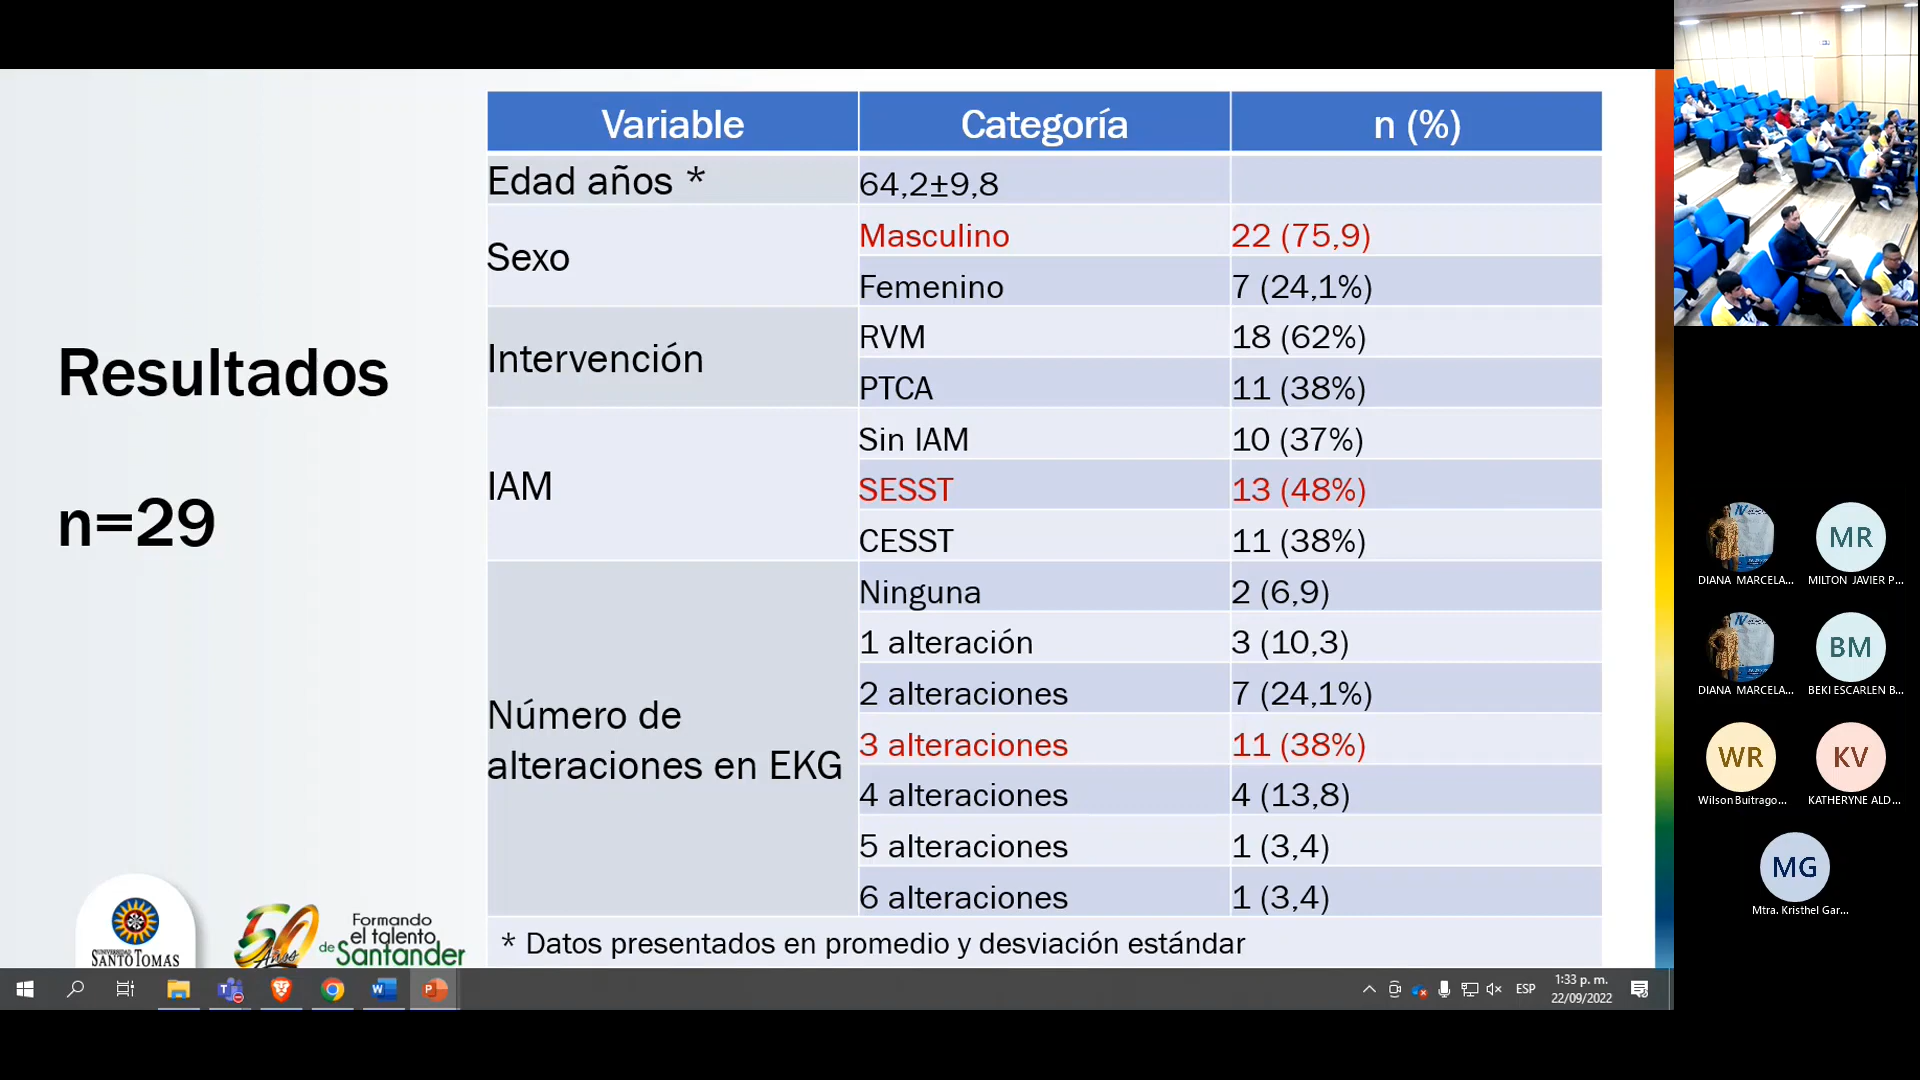 Resultados
n=29
Variable Categoría n (%)
Edad años * 64,2±9,8
Sexo Masculino 22 (75,9)
Femenino 7 (24,1%)
Intervención RVM 18 (62%)
PTCA 11 (38%)
IAM Sin IAM 10 (37%)
SESST 13 (48%)
CESST 11 (38%)
Número de
alteraciones en EKG
Ninguna 2 (6,9)
1 alteración 3 (10,3)
2 alteraciones 7 (24,1%)
3 alteraciones 11 (38%)
4 alteraciones 4 (13,8)
5 alteraciones 1 (3,4)
6 alteraciones 1 (3,4)
* Datos presentados en promedio y desviación estándar
SANTO TOMAS
50 Años
Formando
el talento
de Santander
ESP
1:33 p. m.
22/09/2022
DIANA MARCELA...
MR
MILTON JAVIER P...
DIANA MARCELA...
BM
BEKI ESCARLEN B...
WR
Wilson Buitrago...
KV
KATHERYNE ALD...
MG
Mtra. Kristhel Gar...